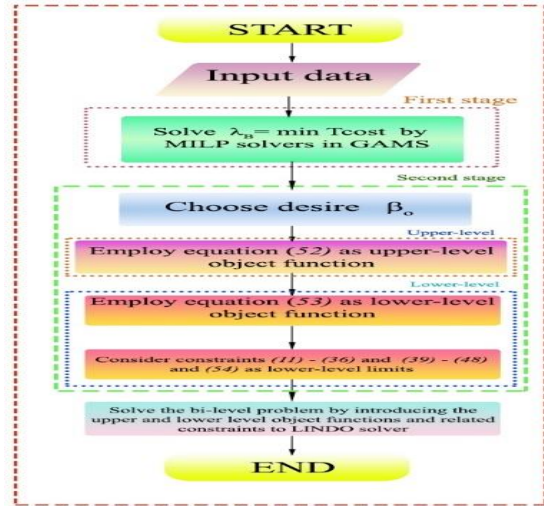 START
Input data
First stage
Solve λ_B = min Tcost by
MILP solvers in GAMS
Second stage
Choose desire β_o
Upper-level
Employ equation (52) as upper-level
object function
Lower-level
Employ equation (53) as lower-level
object function
Consider constraints (11) - (36) and (39) - (48)
and (54) as lower-level limits
Solve the bi-level problem by introducing the
upper and lower level object functions and related
constraints to LINDO solver
END